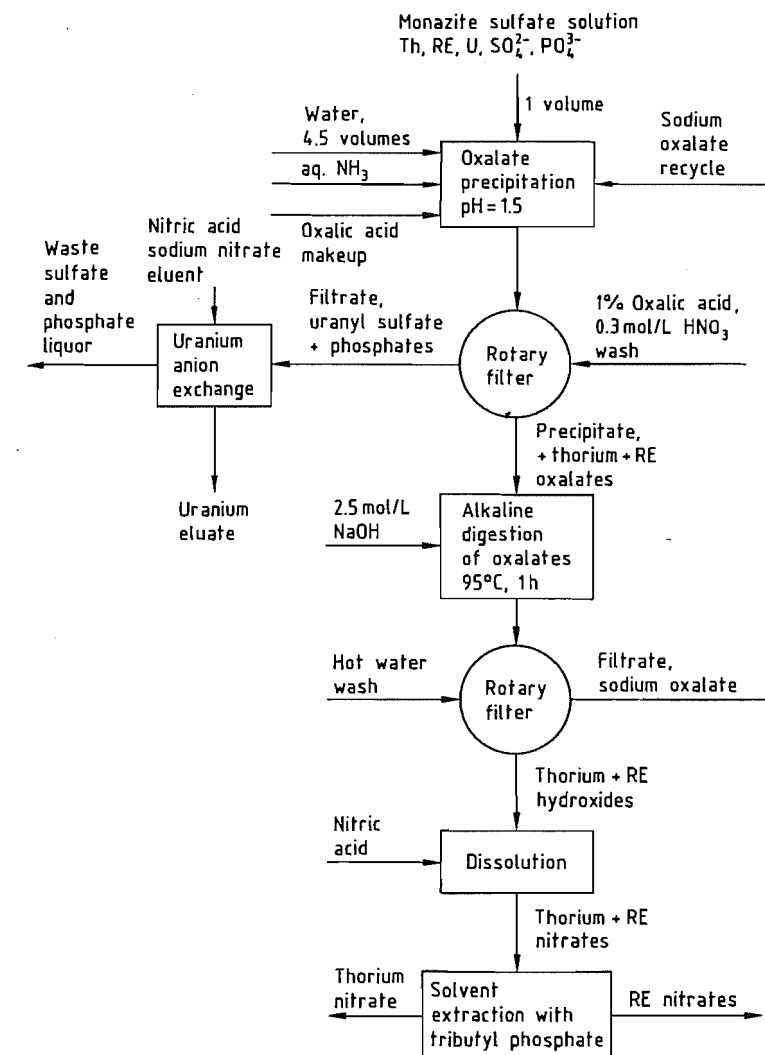 Monazite sulfate solution
Th, RE, U, SO₄²⁻, PO₄³⁻
1 volume
Water,
4.5 volumes
aq. NH₃
Oxalic acid
makeup
Oxalate
precipitation
pH = 1.5
Sodium
oxalate
recycle
Nitric acid
sodium nitrate
eluent
Waste
sulfate
and
phosphate
liquor
Uranium
anion
exchange
Filtrate,
uranyl sulfate
+ phosphates
Rotary
filter
1% Oxalic acid,
0.3 mol/L HNO₃
wash
Uranium
eluate
Precipitate,
+ thorium + RE
oxalates
2.5 mol/L
NaOH
Alkaline
digestion
of oxalates
95°C, 1 h
Hot water
wash
Rotary
filter
Filtrate,
sodium oxalate
Thorium + RE
hydroxides
Nitric
acid
Dissolution
Thorium + RE
nitrates
Thorium
nitrate
Solvent
extraction with
tributyl phosphate
RE nitrates